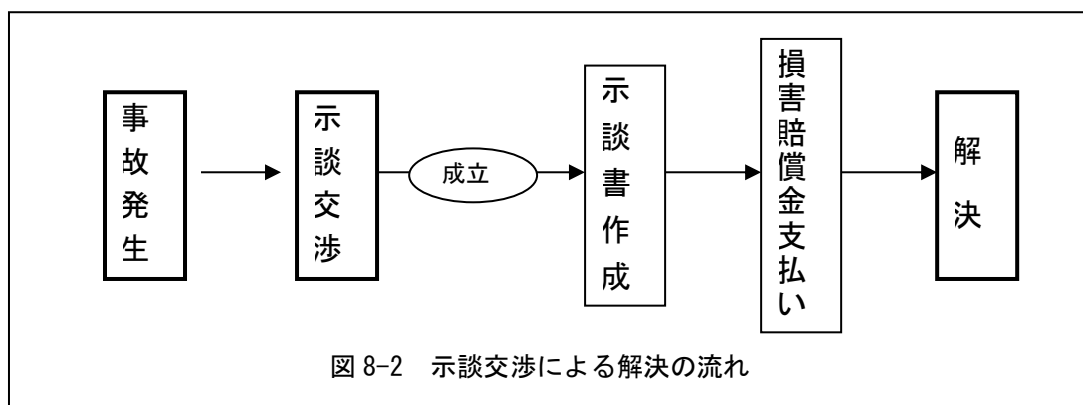 事故発生
示談交渉
成立
示談書作成
損害賠償金支払い
解決
図 8-2 示談交渉による解決の流れ